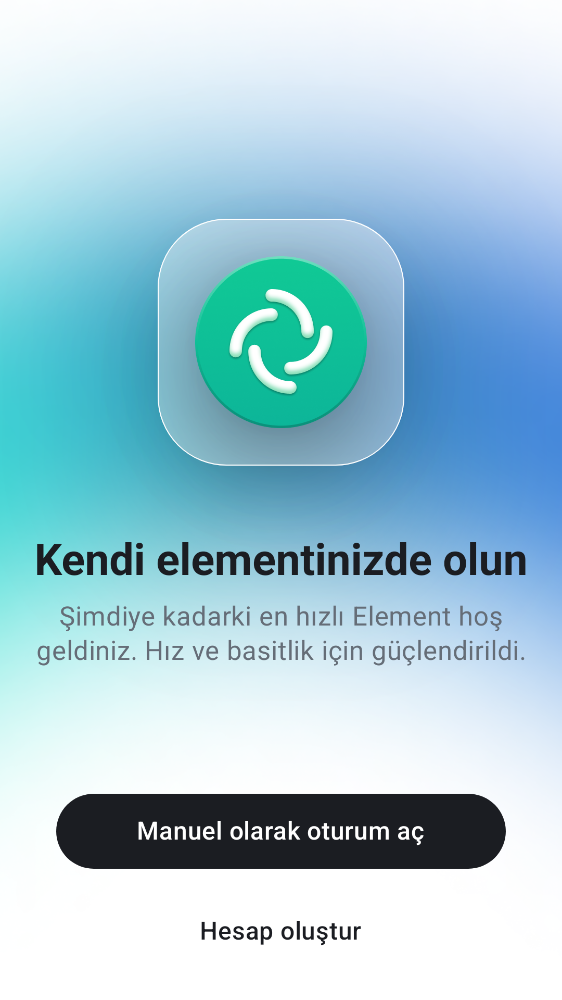 Kendi elementinizde olun
Şimdiye kadarki en hızlı Element hoş
geldiniz. Hız ve basitlik için güçlendirildi.
Manuel olarak oturum aç
Hesap oluştur